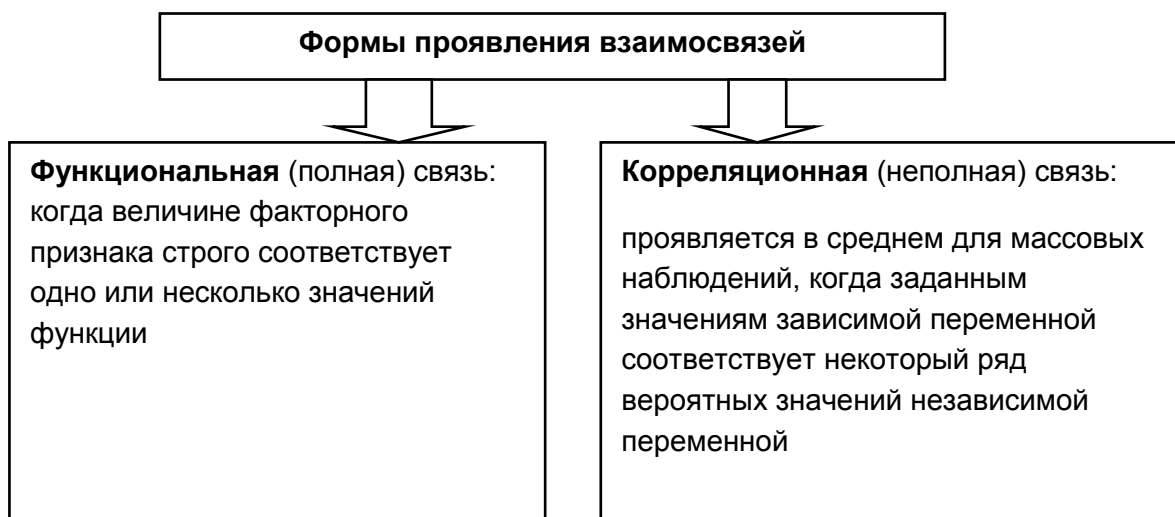 Формы проявления взаимосвязей
Функциональная (полная) связь:
когда величине факторного
признака строго соответствует
одно или несколько значений
функции
Корреляционная (неполная) связь:
проявляется в среднем для массовых
наблюдений, когда заданным
значениям зависимой переменной
соответствует некоторый ряд
вероятных значений независимой
переменной